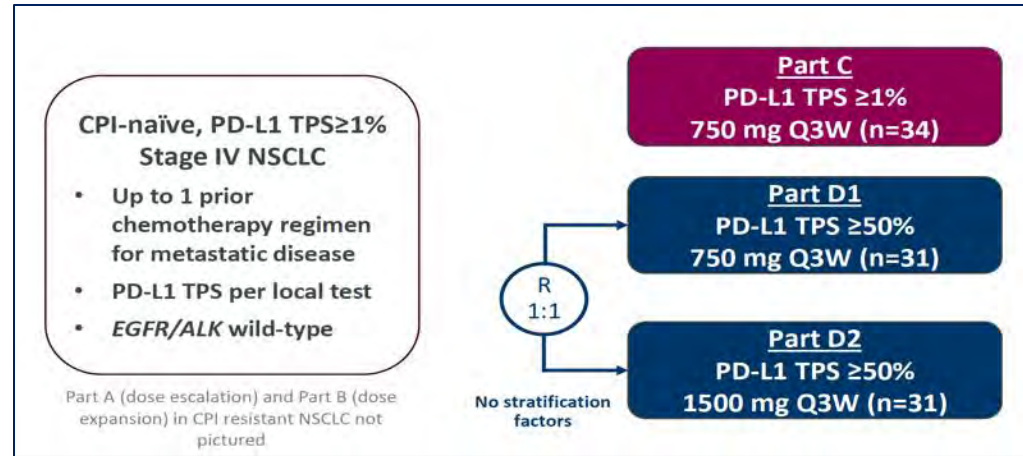 CPI-naïve, PD-L1 TPS≥1%
Stage IV NSCLC
• Up to 1 prior
chemotherapy regimen
for metastatic disease
• PD-L1 TPS per local test
• EGFR/ALK wild-type
Part A (dose escalation) and Part B (dose
expansion) in CPI resistant NSCLC not
pictured
R
1:1
No stratification
factors
Part C
PD-L1 TPS ≥1%
750 mg Q3W (n=34)
Part D1
PD-L1 TPS ≥50%
750 mg Q3W (n=31)
Part D2
PD-L1 TPS ≥50%
1500 mg Q3W (n=31)